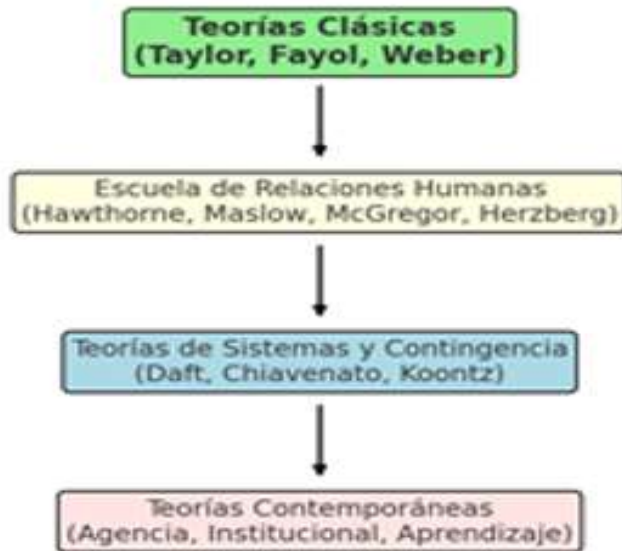 Teorías Clásicas
(Taylor, Fayol, Weber)
Escuela de Relaciones Humanas
(Hawthorne, Maslow, McGregor, Herzberg)
Teorías de Sistemas y Contingencia
(Daft, Chiavenato, Koontz)
Teorías Contemporáneas
(Agencia, Institucional, Aprendizaje)